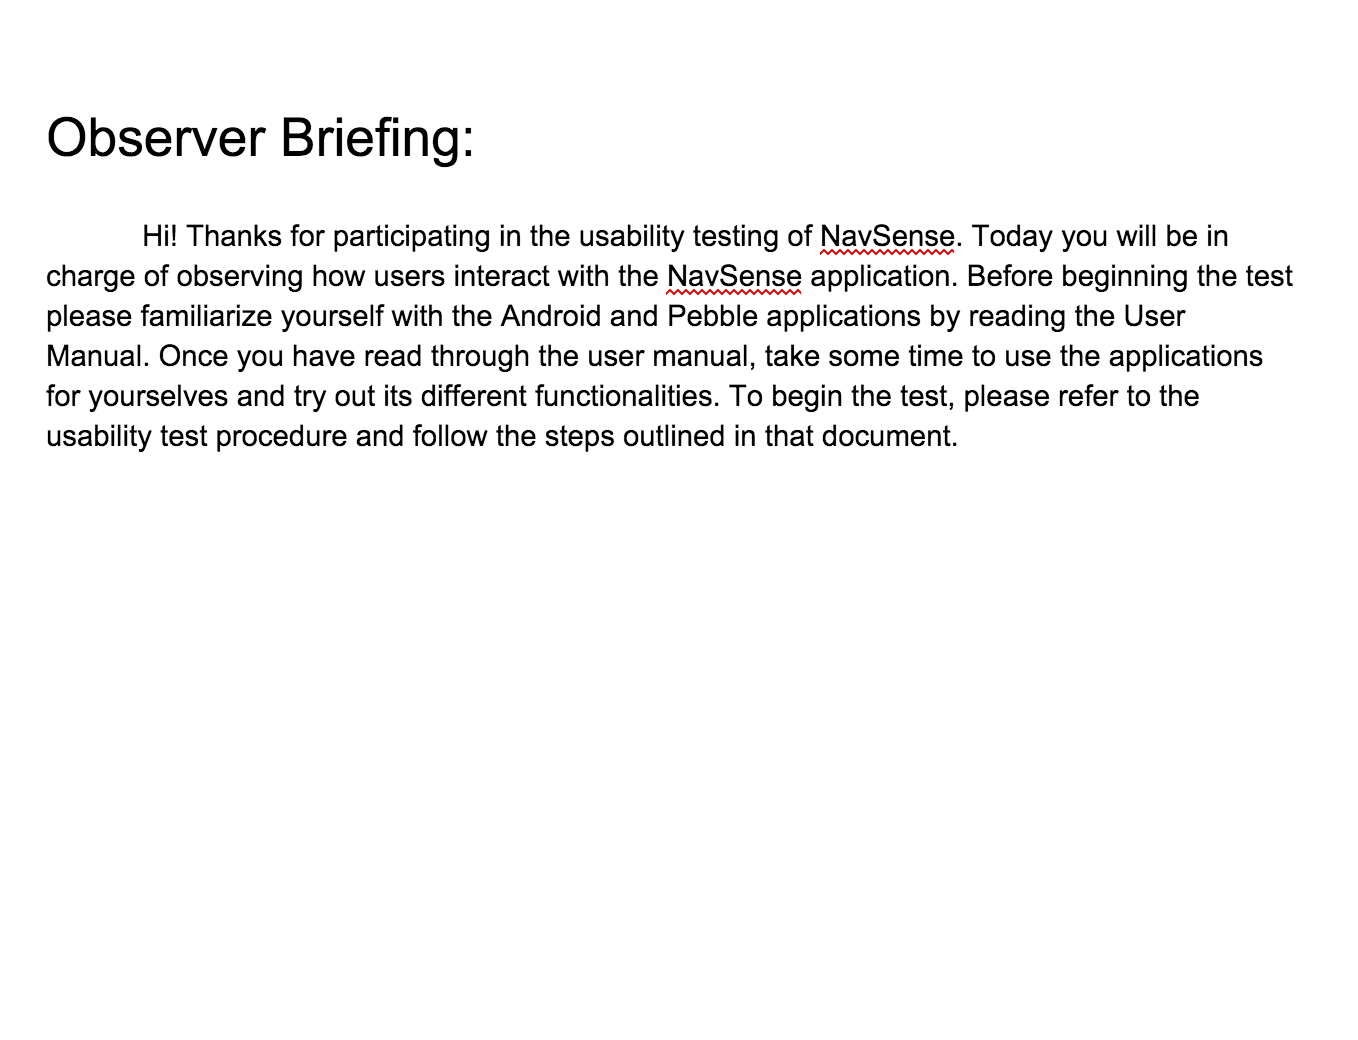 Observer Briefing:
Hi! Thanks for participating in the usability testing of NavSense. Today you will be in
charge of observing how users interact with the NavSense application. Before beginning the test
please familiarize yourself with the Android and Pebble applications by reading the User
Manual. Once you have read through the user manual, take some time to use the applications
for yourselves and try out its different functionalities. To begin the test, please refer to the
usability test procedure and follow the steps outlined in that document.